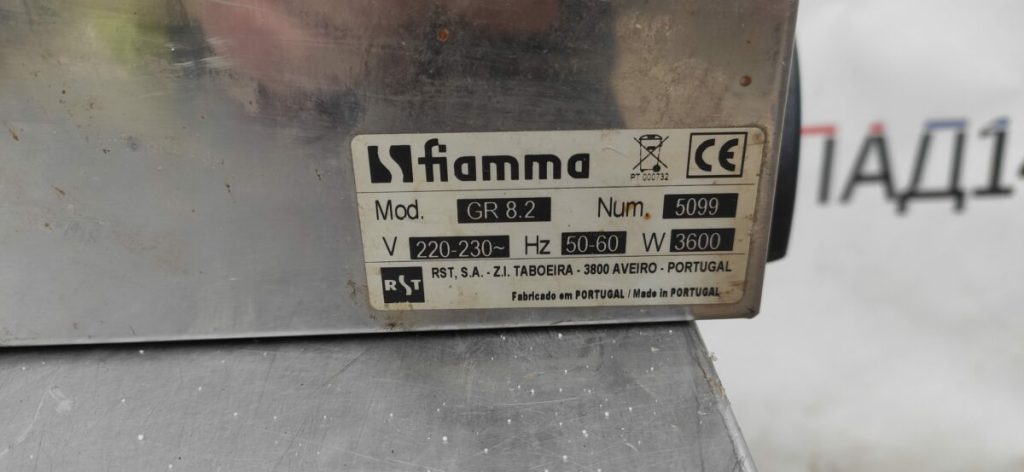 fiamma
PT 000732
CE
Mod. GR 8.2 Num. 5099
V 220-230~ Hz 50-60 W 3600
RST RST, S.A. - Z.I. TABOEIRA - 3800 AVEIRO - PORTUGAL
Fabricado em PORTUGAL / Made in PORTUGAL
ПАД1